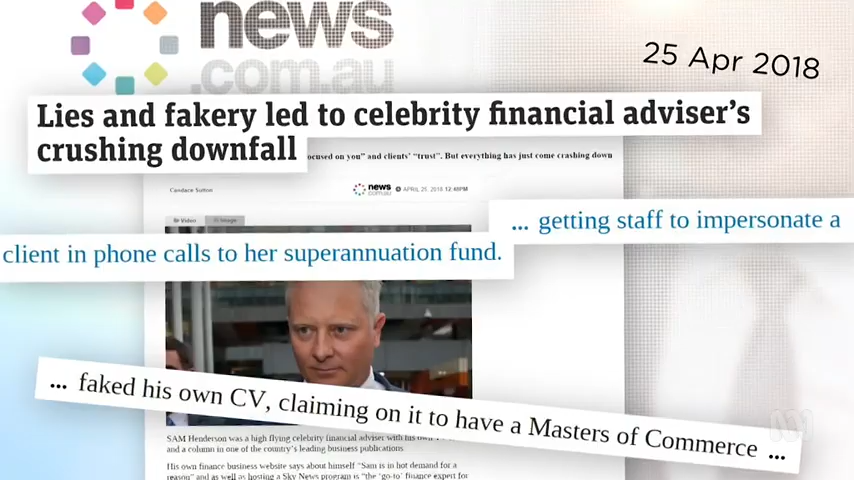 news
.com.au
25 Apr 2018
Lies and fakery led to celebrity financial adviser's
crushing downfall
ocused on you" and clients' "trust". But everything has just come crashing down
Candace Sutton
news
.com.au
APRIL 25, 2018 12:48PM
Video
Image
... getting staff to impersonate a
client in phone calls to her superannuation fund.
... faked his own CV, claiming on it to have a Masters of Commerce ...
SAM Henderson was a high flying celebrity financial adviser with his own
and a column in one of the country's leading business publications
His own finance business website says about himself "Sam is in hot demand for a
reason" and as well as hosting a Sky News program is "the 'go-to' finance expert for